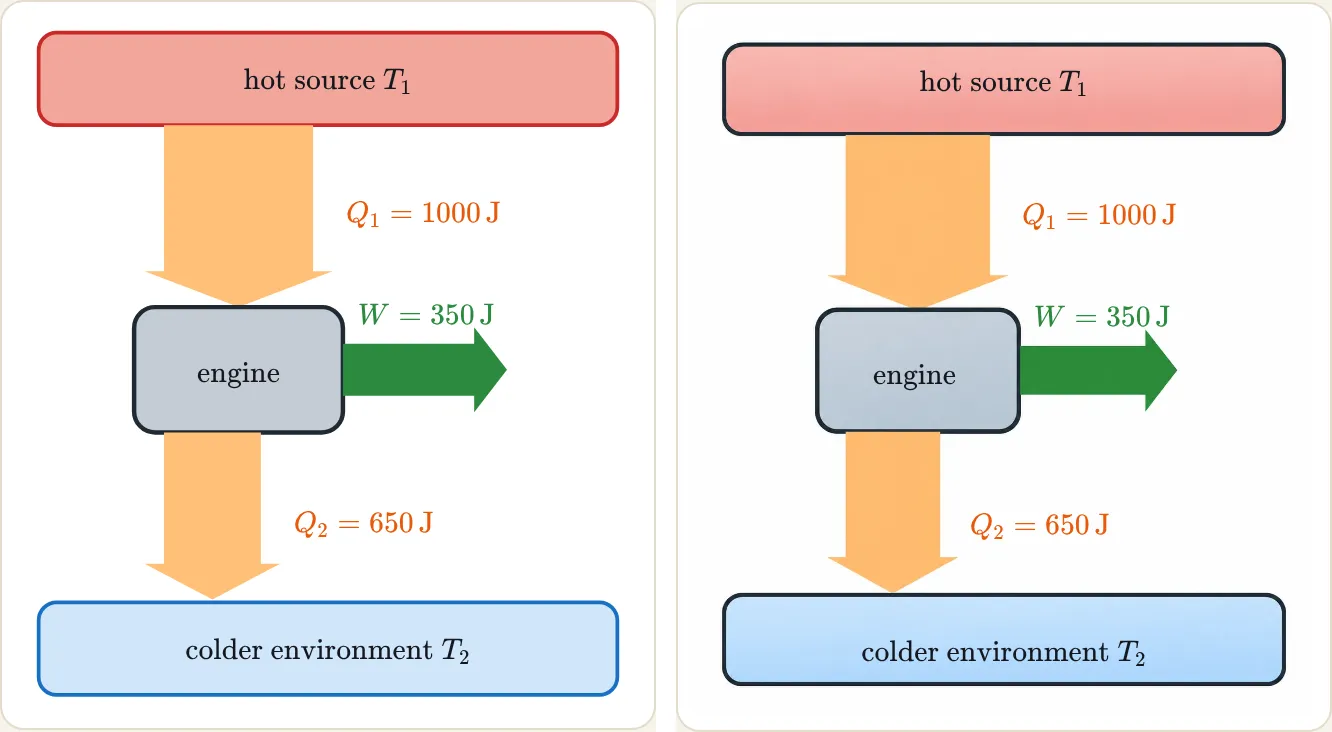 hot source T₁
Q₁ = 1000 J
W = 350 J
engine
Q₂ = 650 J
colder environment T₂
hot source T₁
Q₁ = 1000 J
W = 350 J
engine
Q₂ = 650 J
colder environment T₂